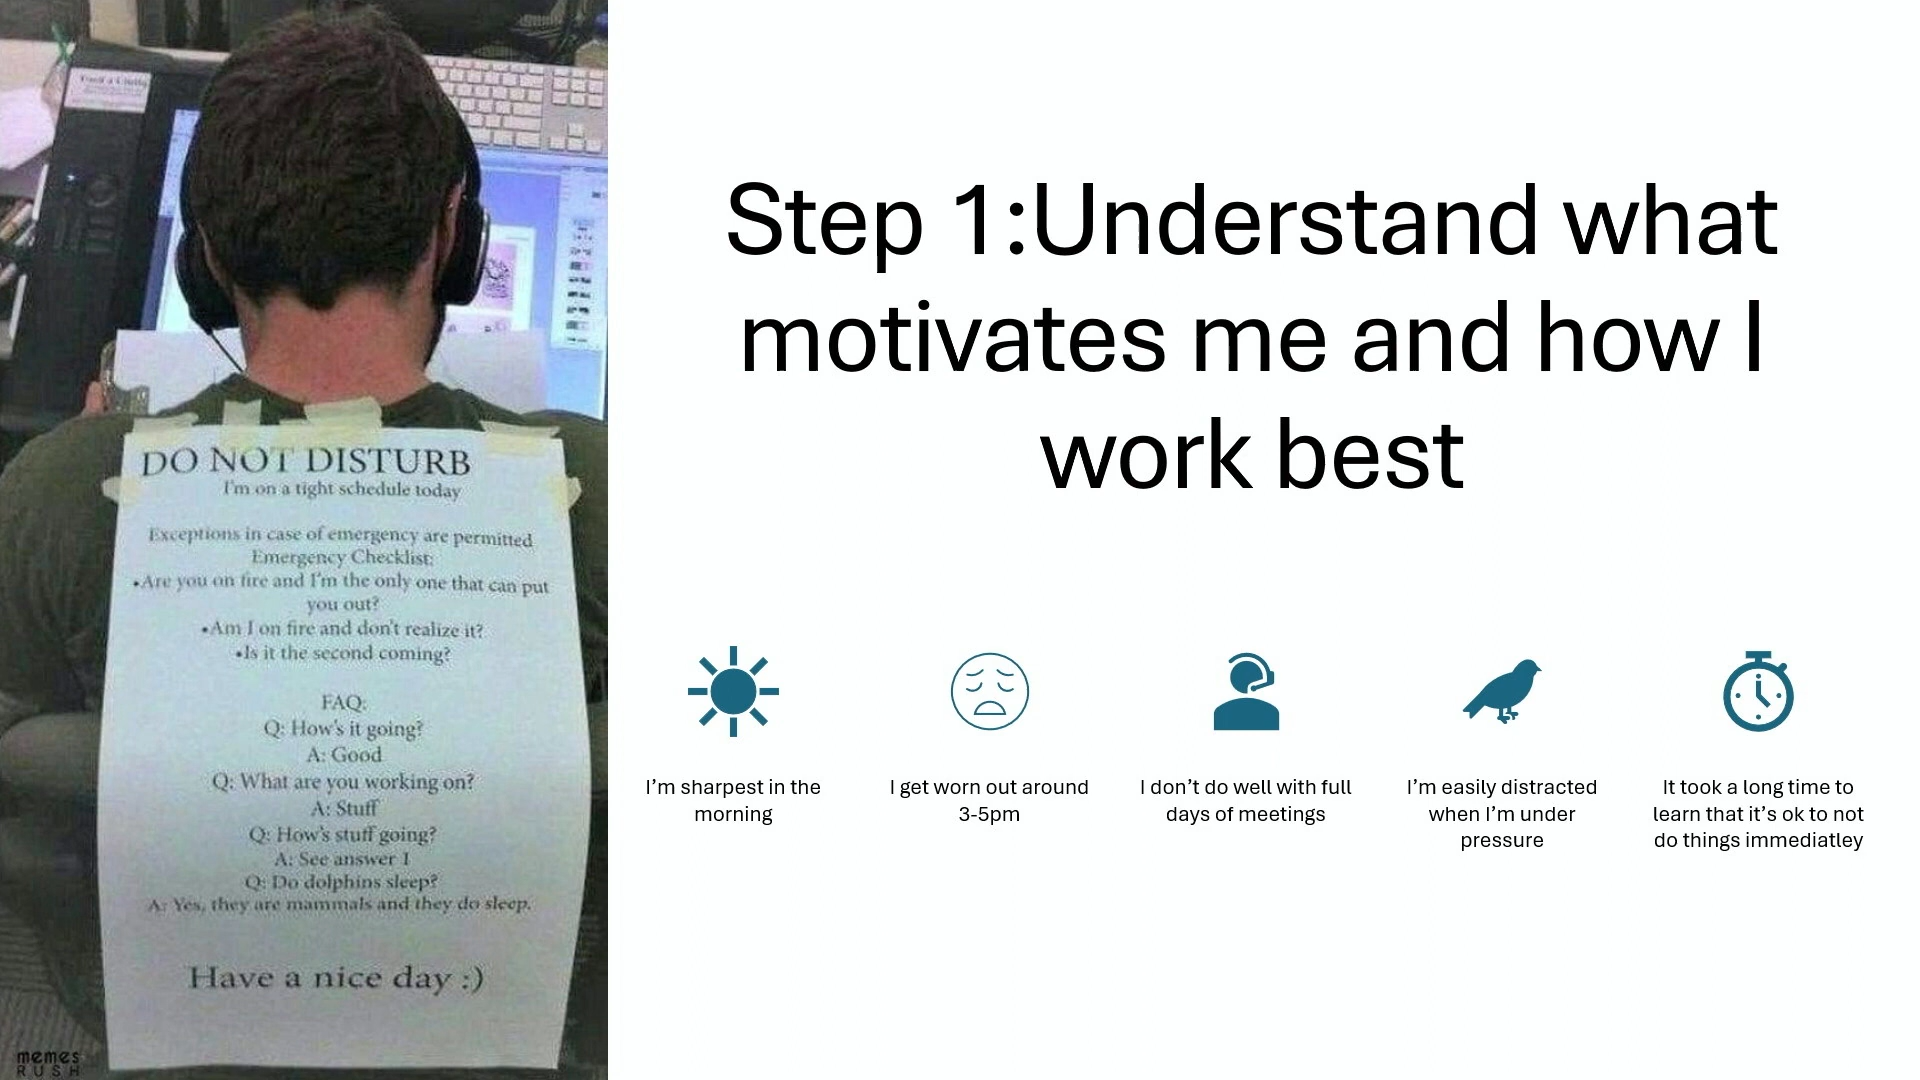 DO NOT DISTURB
I'm on a tight schedule today
Exceptions in case of emergency are permitted
Emergency Checklist:
•Are you on fire and I'm the only one that can put
you out?
•Am I on fire and don't realize it?
•Is it the second coming?
FAQ:
Q: How's it going?
A: Good
Q: What are you working on?
A: Stuff
Q: How's stuff going?
A: See answer 1
Q: Do dolphins sleep?
A: Yes, they are mammals and they do sleep.
Have a nice day :)
memes
RUSH
Step 1:Understand what
motivates me and how I
work best
I’m sharpest in the
morning
I get worn out around
3-5pm
I don’t do well with full
days of meetings
I’m easily distracted
when I’m under
pressure
It took a long time to
learn that it’s ok to not
do things immediatley